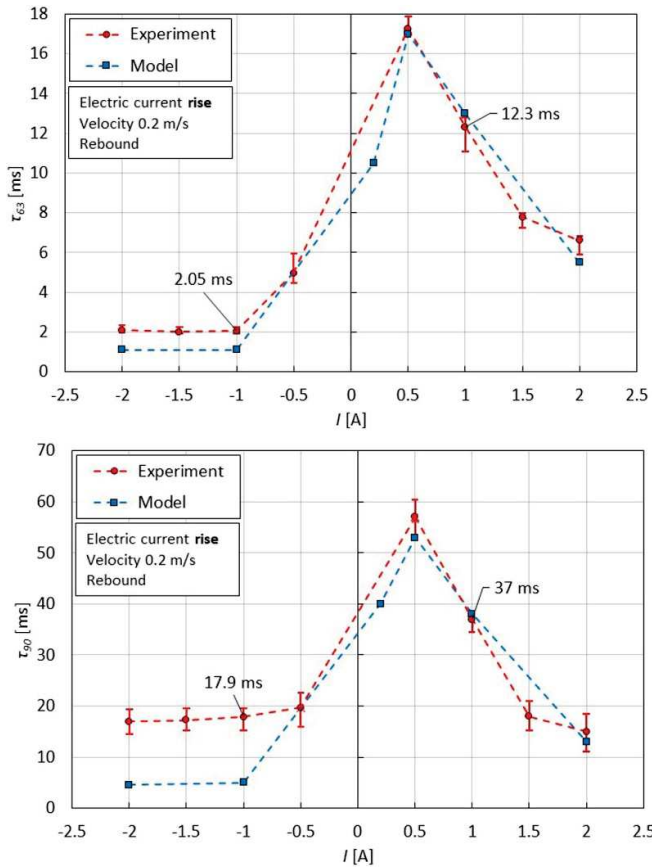 18
16
14
12
10
8
6
4
2
0
τ63 [ms]
Experiment
Model
Electric current rise
Velocity 0.2 m/s
Rebound
12.3 ms
2.05 ms
-2.5 -2 -1.5 -1 -0.5 0 0.5 1 1.5 2 2.5
I [A]
70
60
50
40
30
20
10
0
τ90 [ms]
Experiment
Model
Electric current rise
Velocity 0.2 m/s
Rebound
37 ms
17.9 ms
-2.5 -2 -1.5 -1 -0.5 0 0.5 1 1.5 2 2.5
I [A]